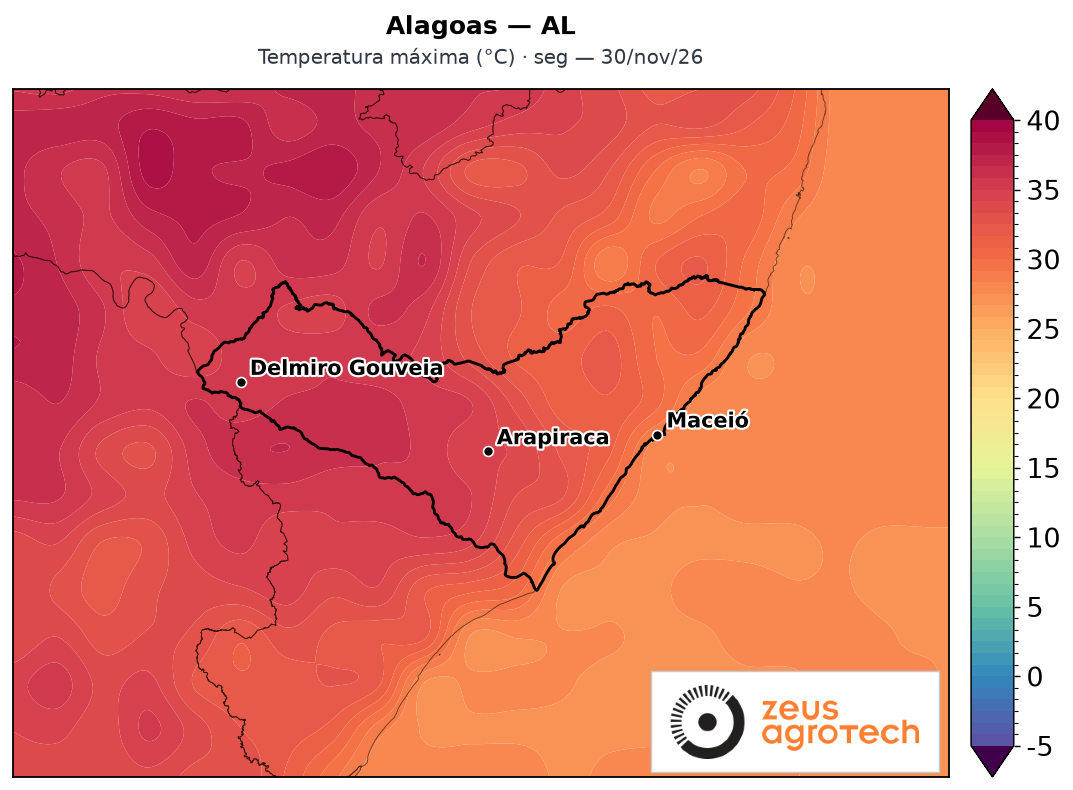 Alagoas — AL
Temperatura máxima (°C) · seg — 30/nov/26
40
35
30
25
20
15
10
5
0
-5
Delmiro Gouveia
Arapiraca
Maceió
zeus
agrotech